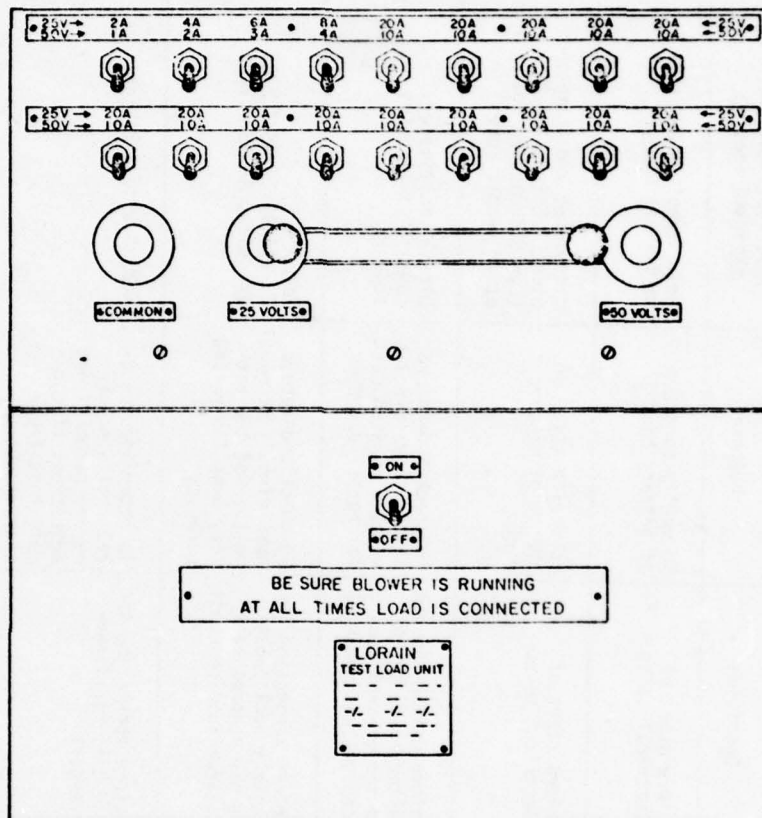 25V→ 2A 4A 6A 8A 20A 20A 20A 20A 20A ←25V
50V→ 1A 2A 3A 4A 10A 10A 10A 10A 10A ←50V
25V→ 20A 20A 20A 20A 20A 20A 20A 20A 20A ←25V
50V→ 10A 10A 10A 10A 10A 10A 10A 10A 10A ←50V
COMMON 25 VOLTS 50 VOLTS
ON
OFF
BE SURE BLOWER IS RUNNING
AT ALL TIMES LOAD IS CONNECTED
LORAIN
TEST LOAD UNIT